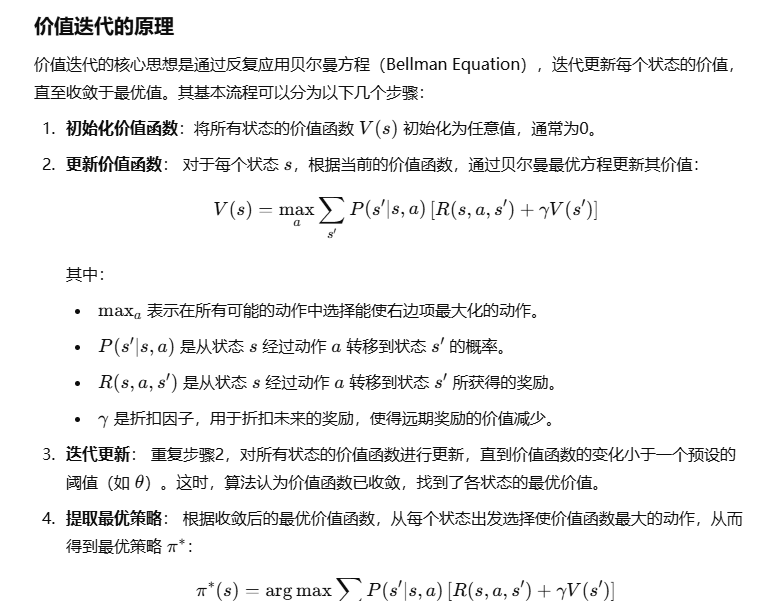 价值迭代的原理
价值迭代的核心思想是通过反复应用贝尔曼方程（Bellman Equation），迭代更新每个状态的价值，
直至收敛于最优值。其基本流程可以分为以下几个步骤：
1. 初始化价值函数：将所有状态的价值函数 V(s) 初始化为任意值，通常为0。
2. 更新价值函数： 对于每个状态 s，根据当前的价值函数，通过贝尔曼最优方程更新其价值：
V(s) = max_a ∑_{s′} P(s′|s, a) [R(s, a, s′) + γV(s′)]
其中：
• max_a 表示在所有可能的动作中选择能使右边项最大化的动作。
• P(s′|s, a) 是从状态 s 经过动作 a 转移到状态 s′ 的概率。
• R(s, a, s′) 是从状态 s 经过动作 a 转移到状态 s′ 所获得的奖励。
• γ 是折扣因子，用于折扣未来的奖励，使得远期奖励的价值减少。
3. 迭代更新： 重复步骤2，对所有状态的价值函数进行更新，直到价值函数的变化小于一个预设的
阈值（如 θ）。这时，算法认为价值函数已收敛，找到了各状态的最优价值。
4. 提取最优策略： 根据收敛后的最优价值函数，从每个状态出发选择使价值函数最大的动作，从而
得到最优策略 π*：
π*(s) = arg max ∑ P(s′|s, a) [R(s, a, s′) + γV(s′)]